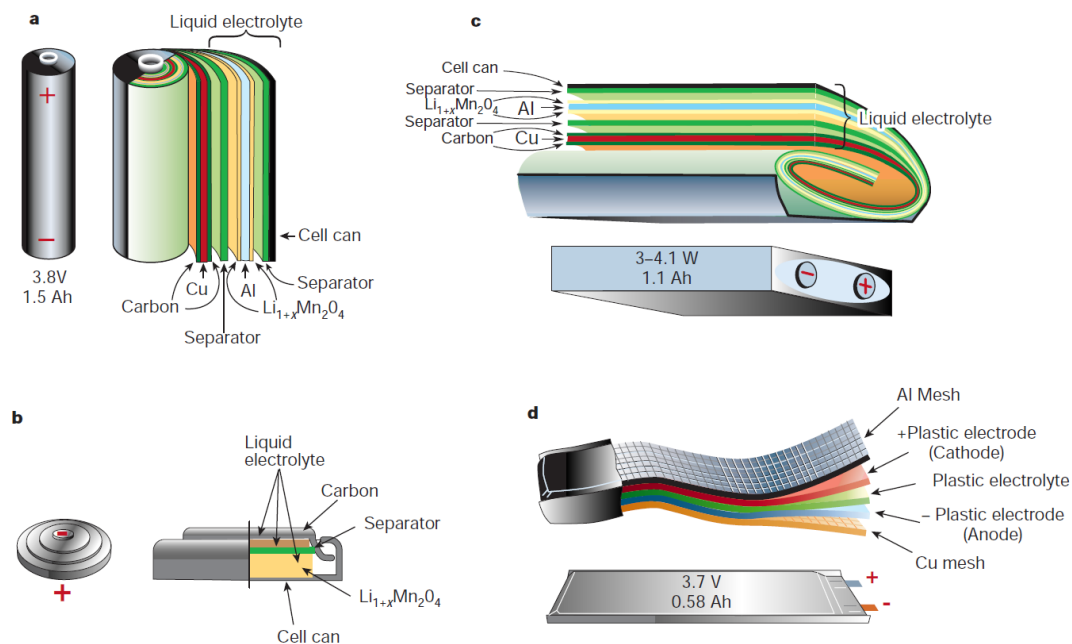 a
Liquid electrolyte
+
−
3.8V
1.5 Ah
Cell can
Separator
Cu
Al
Carbon
Li1+xMn2O4
Separator
c
Cell can
Separator
Li1+xMn2O4 Al
Separator
Carbon Cu
Liquid electrolyte
3–4.1 W
1.1 Ah
−
+
b
Liquid
electrolyte
Carbon
Separator
−
+
Li1+xMn2O4
Cell can
d
Al Mesh
+Plastic electrode
(Cathode)
Plastic electrolyte
– Plastic electrode
(Anode)
Cu mesh
3.7 V
0.58 Ah
+
-